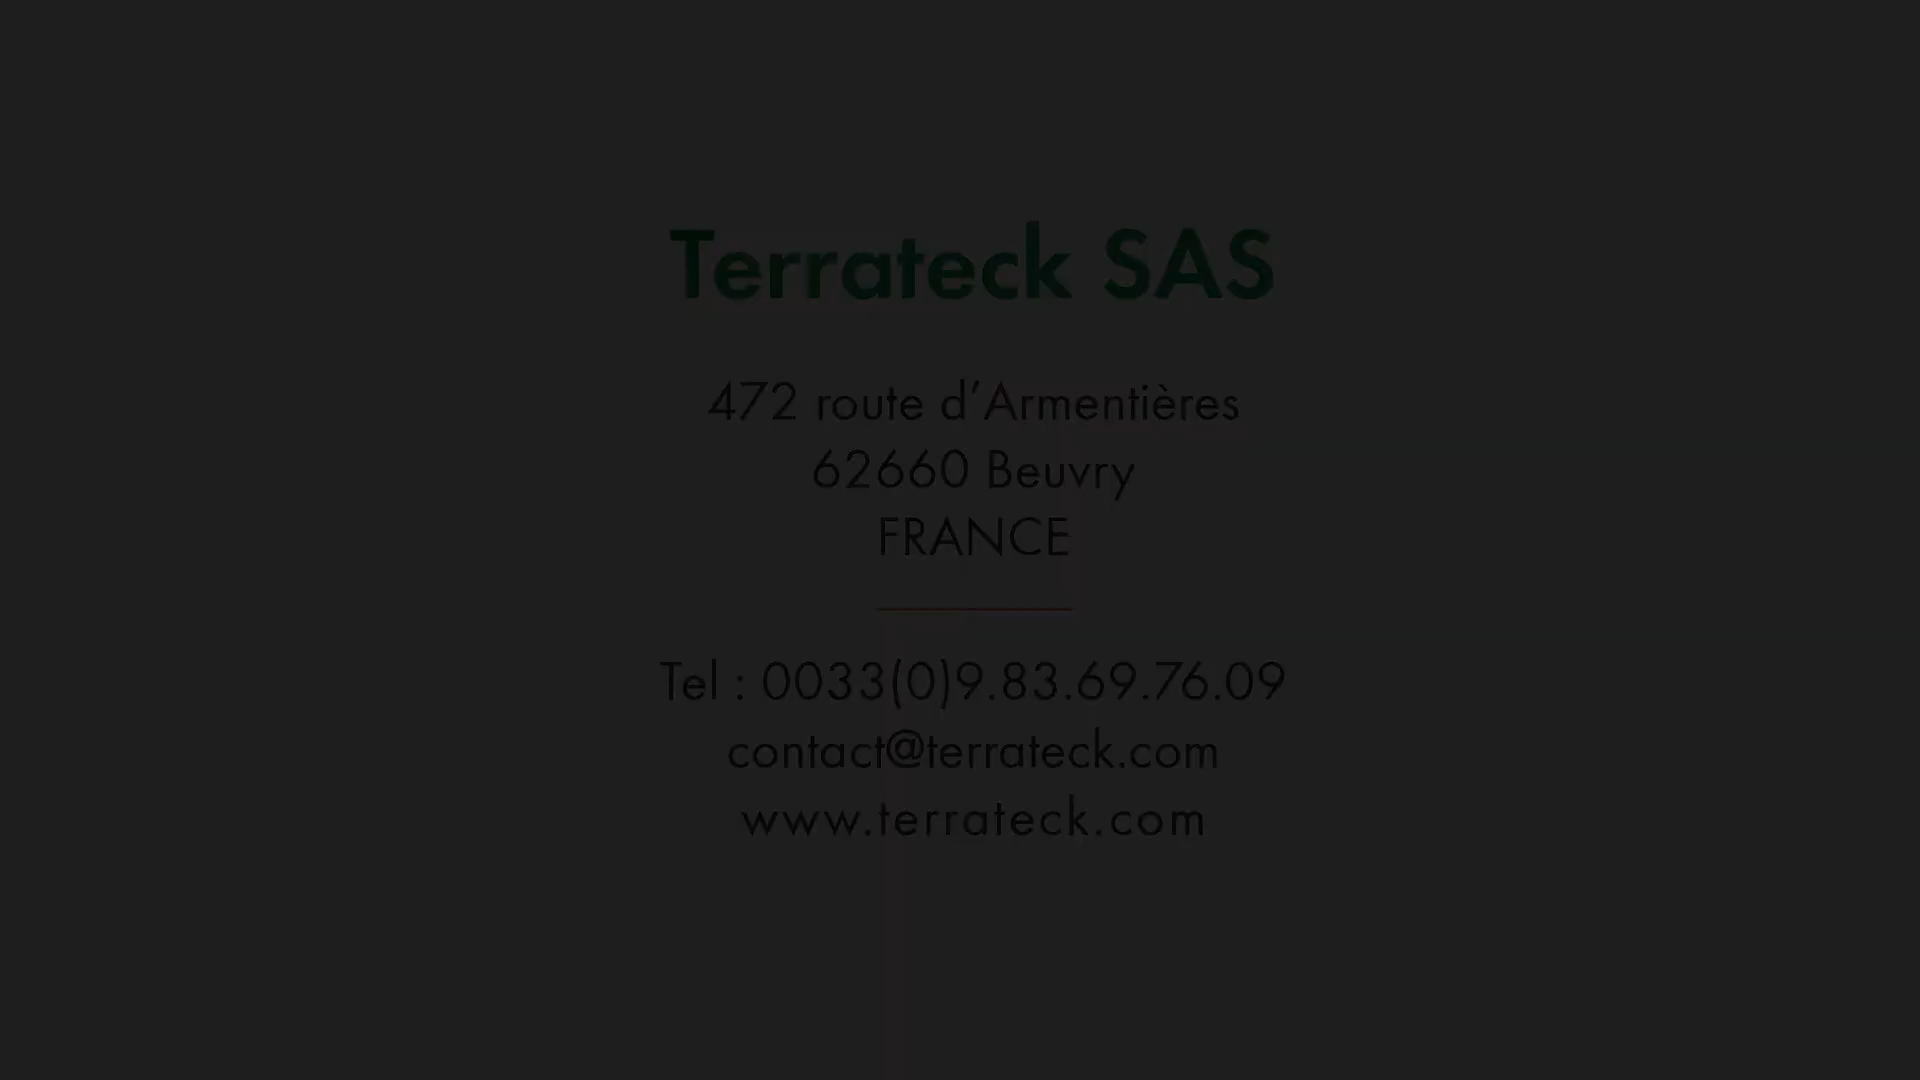 Terrateck SAS
472 route d’Armentières
62660 Beuvry
FRANCE
Tel : 0033(0)9.83.69.76.09
contact@terrateck.com
www.terrateck.com